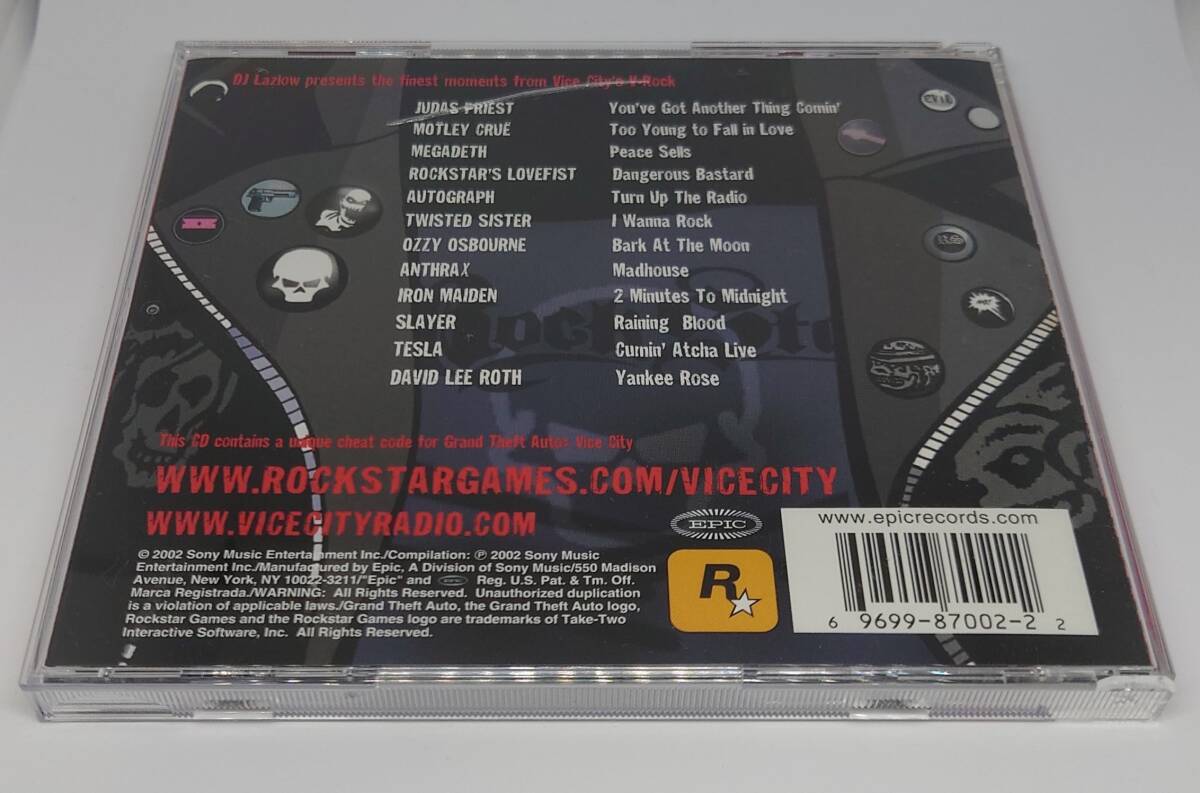 DJ Lazlow presents the finest moments from Vice City's V-Rock
JUDAS PRIEST You've Got Another Thing Comin'
MÖTLEY CRÜE Too Young to Fall in Love
MEGADETH Peace Sells
ROCKSTAR'S LOVEFIST Dangerous Bastard
AUTOGRAPH Turn Up The Radio
TWISTED SISTER I Wanna Rock
OZZY OSBOURNE Bark At The Moon
ANTHRAX Madhouse
IRON MAIDEN 2 Minutes To Midnight
SLAYER Raining Blood
TESLA Cumin' Atcha Live
DAVID LEE ROTH Yankee Rose
EVIL
This CD contains a unique cheat code for Grand Theft Auto: Vice City
WWW.ROCKSTARGAMES.COM/VICECITY
WWW.VICECITYRADIO.COM
EPIC
© 2002 Sony Music Entertainment Inc./Compilation: ℗ 2002 Sony Music
Entertainment Inc./Manufactured by Epic, A Division of Sony Music/550 Madison
Avenue, New York, NY 10022-3211/"Epic" and EPIC Reg. U.S. Pat. & Tm. Off.
Marca Registrada./WARNING: All Rights Reserved. Unauthorized duplication
is a violation of applicable laws./Grand Theft Auto, the Grand Theft Auto logo,
Rockstar Games and the Rockstar Games logo are trademarks of Take-Two
Interactive Software, Inc. All Rights Reserved.
R
www.epicrecords.com
6 9699-87002-2 2